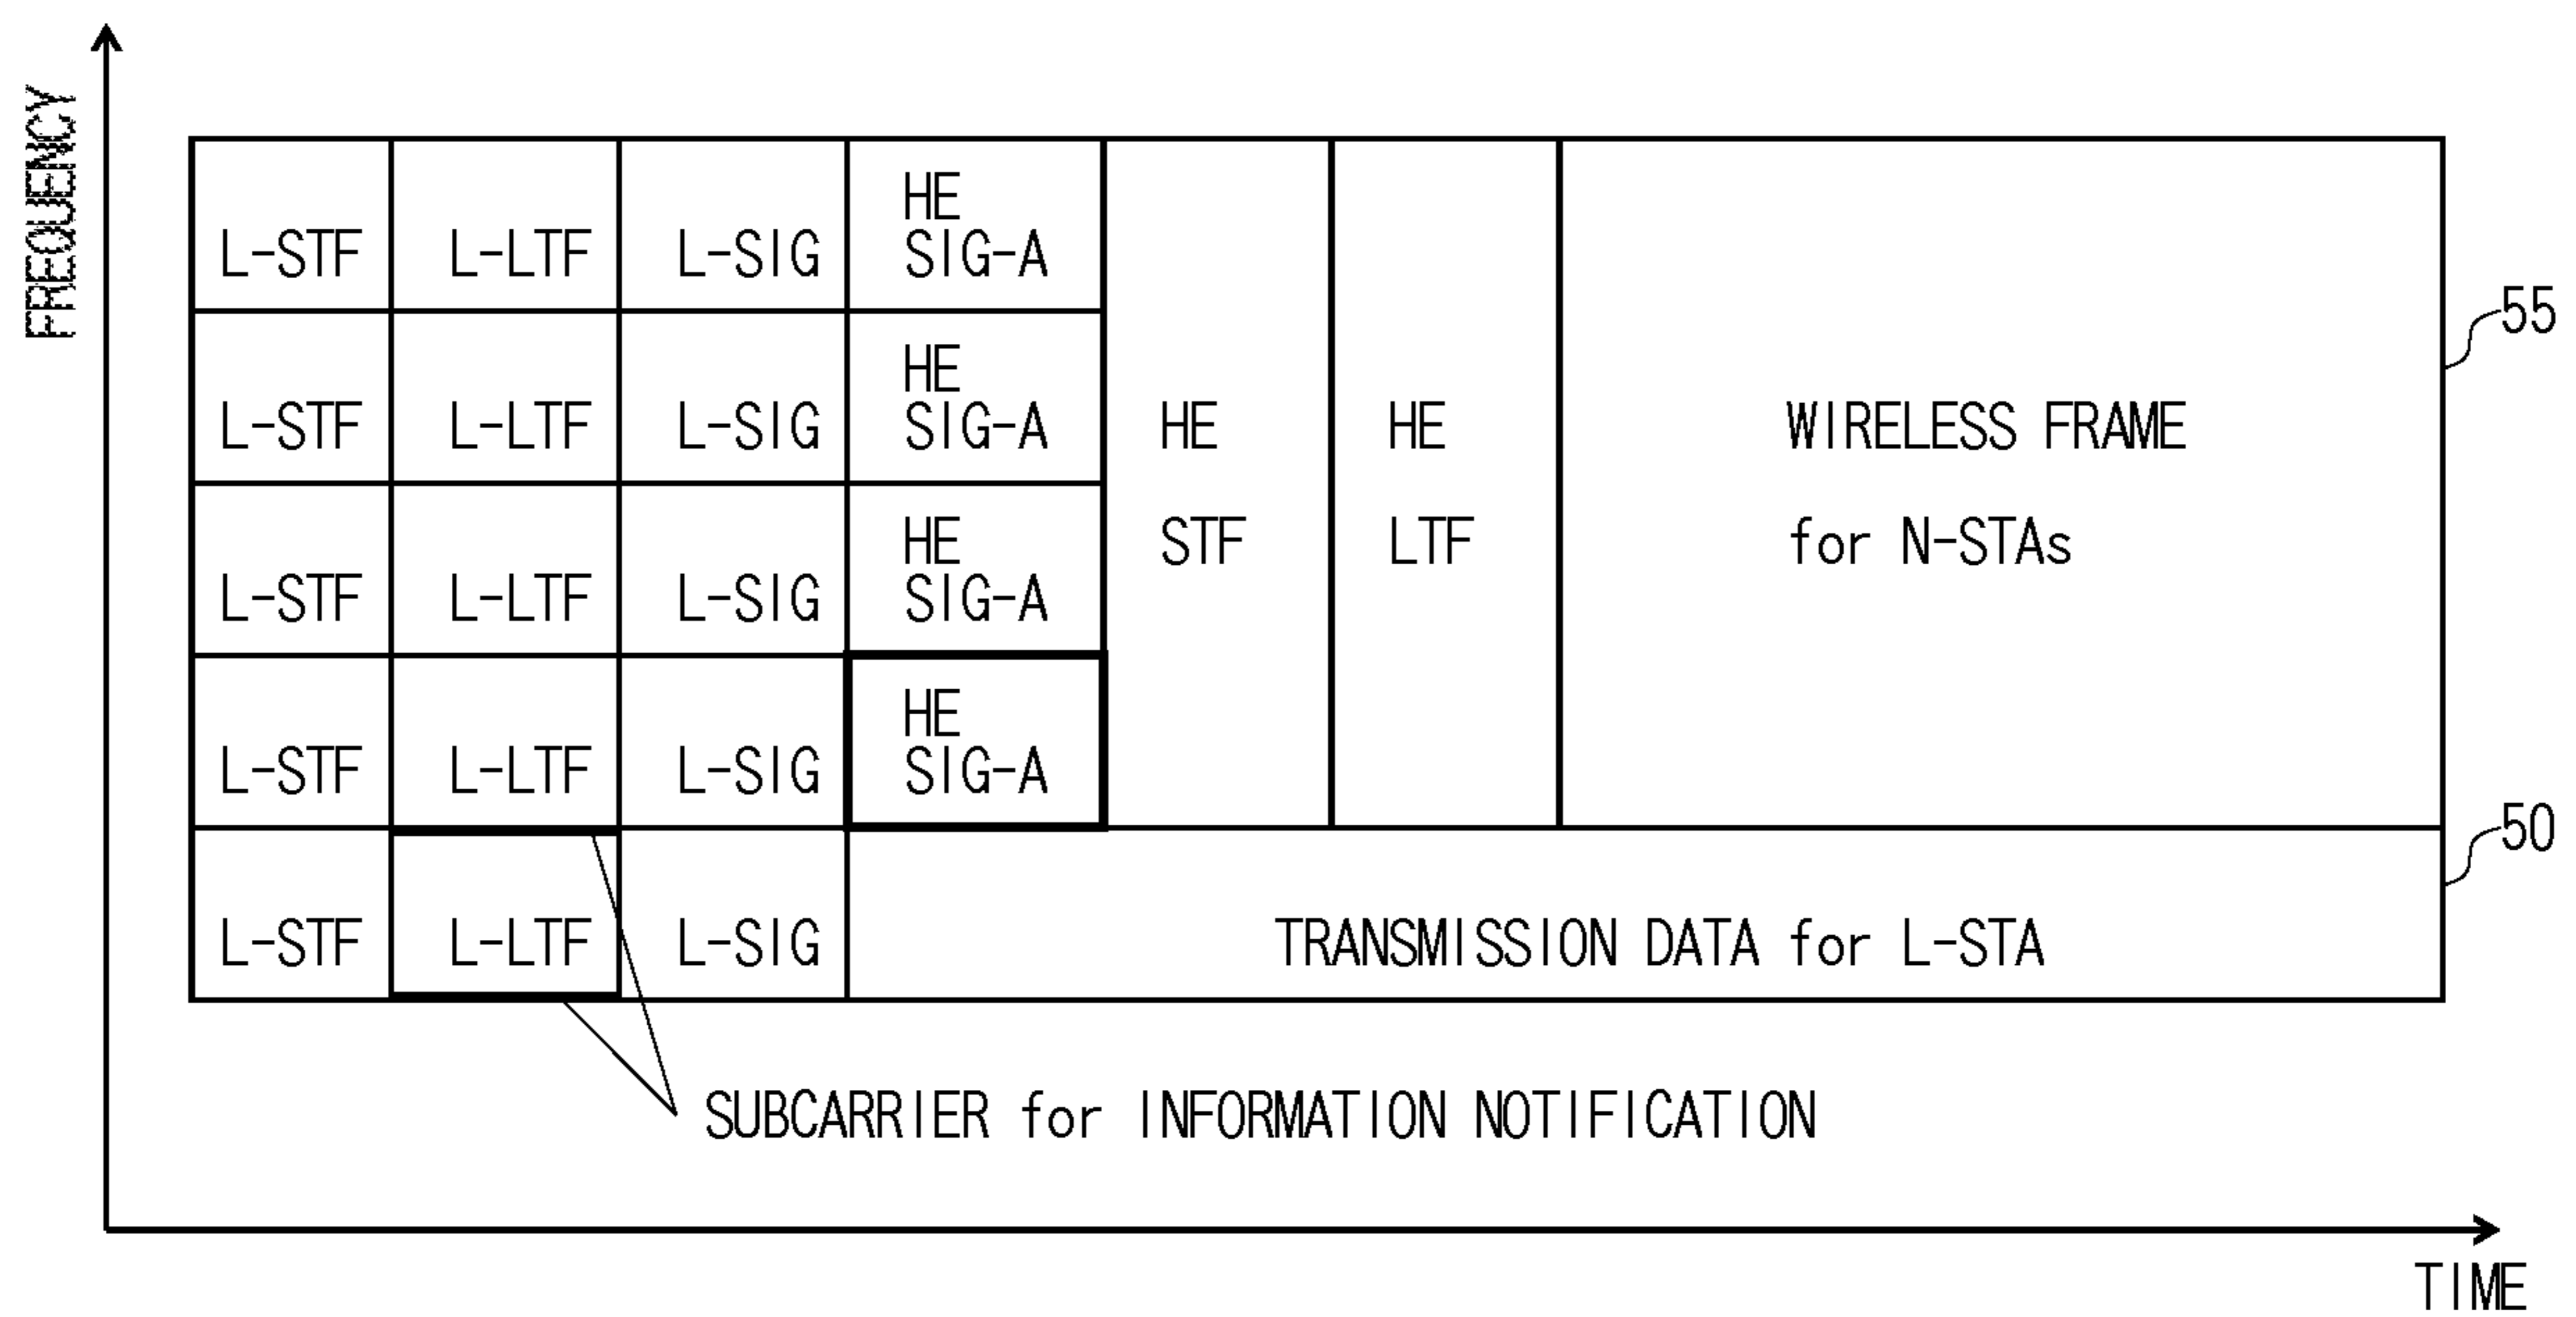 FREQUENCY
L-STF L-LTF L-SIG HE SIG-A
L-STF L-LTF L-SIG HE SIG-A
L-STF L-LTF L-SIG HE SIG-A
L-STF L-LTF L-SIG HE SIG-A
HE
STF
HE
LTF
WIRELESS FRAME
for N-STAs
55
L-STF L-LTF L-SIG TRANSMISSION DATA for L-STA
50
SUBCARRIER for INFORMATION NOTIFICATION
TIME